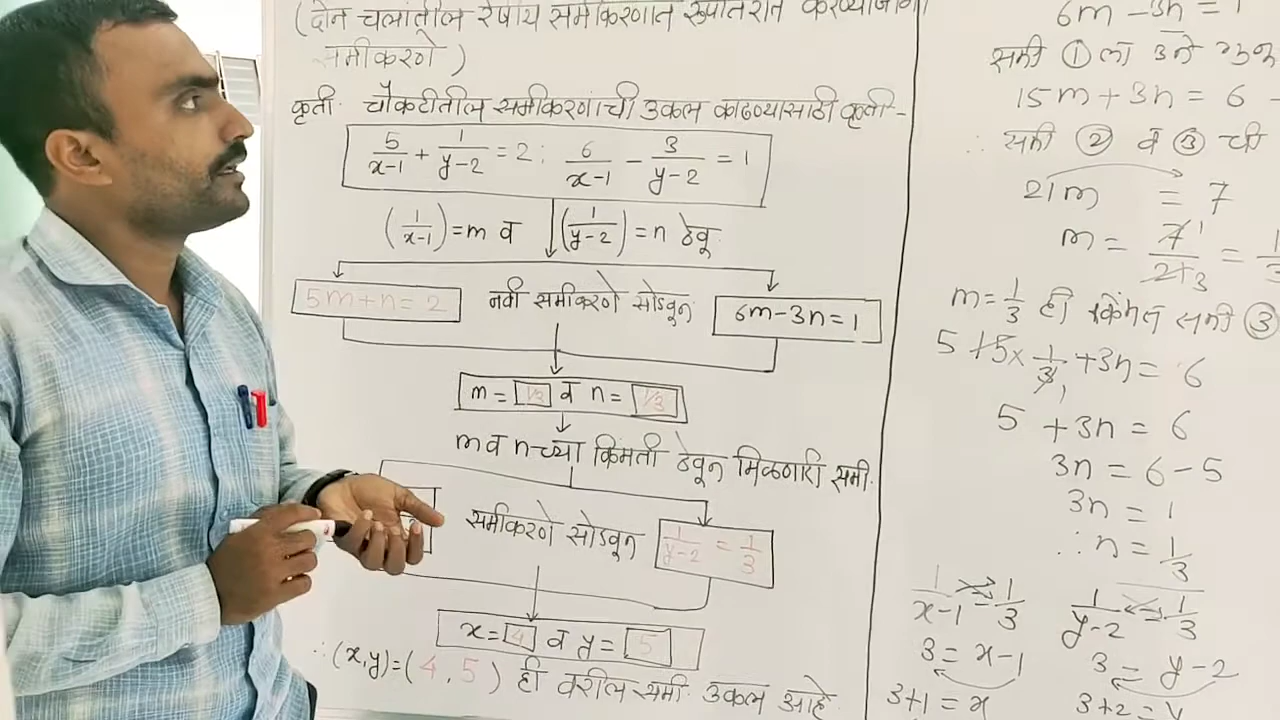 (दोन चलांतील रेषीय समीकरणात रूपांतरीत करण्याजोगी
समीकरणे)
कृती. चौकटीतील समीकरणांची उकल काढण्यासाठी कृती -
5/x-1 + 1/y-2 = 2; 6/x-1 - 3/y-2 = 1
(1/x-1) = m व (1/y-2) = n ठेवू
5m+n=2 नवी समीकरणे सोडवून 6m-3n=1
m = 1/3 व n = 1/3
m व n च्या किंमती ठेवून मिळणारी समी.
समीकरणे सोडवून 1/y-2 = 1/3
x=4 व y=5
∴(x,y)=(4,5) ही वरील समी. उकल आहे
6m-3n=1
समी ① ला 3ने
15m+3n=6
∴ समी ② व ③ ची
21m = 7
m = 7/21 = 1/3
m=1/3 ही किंमत समी ③
5 15× 1/3 +3n = 6
5 +3n = 6
3n = 6-5
3n = 1
∴ n = 1/3
1/x-1 = 1/3 1/y-2 = 1/3
3 = x-1 3 = y-2
3+1=x 3+2=y